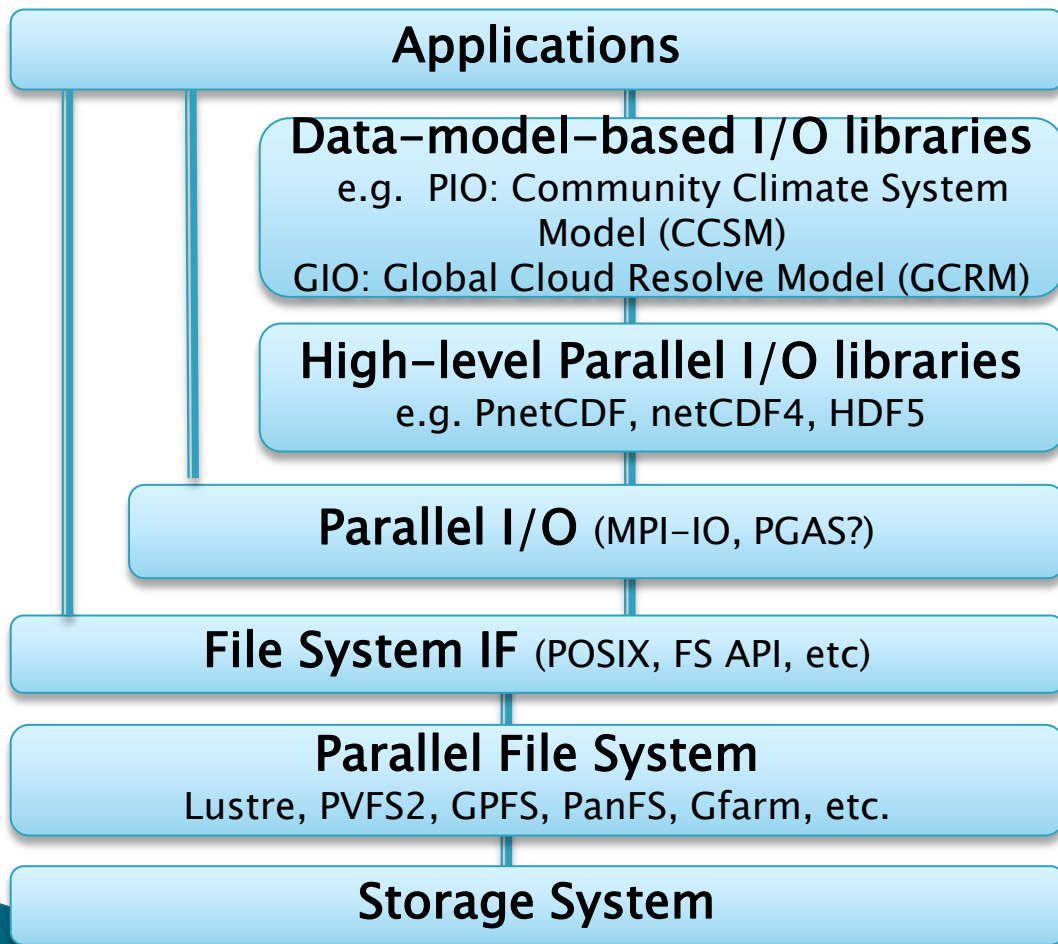 Applications
Data-model-based I/O libraries
e.g. PIO: Community Climate System
Model (CCSM)
GIO: Global Cloud Resolve Model (GCRM)
High-level Parallel I/O libraries
e.g. PnetCDF, netCDF4, HDF5
Parallel I/O (MPI-IO, PGAS?)
File System IF (POSIX, FS API, etc)
Parallel File System
Lustre, PVFS2, GPFS, PanFS, Gfarm, etc.
Storage System